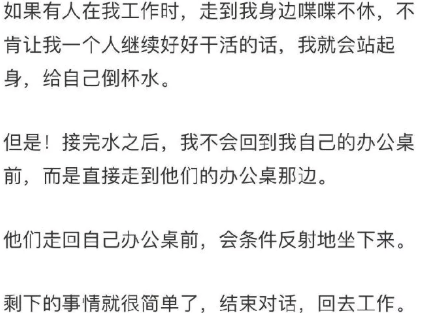 如果有人在我工作时，走到我身边喋喋不休，不
肯让我一个人继续好好干活的话，我就会站起
身，给自己倒杯水。
但是！接完水之后，我不会回到我自己的办公桌
前，而是直接走到他们的办公桌那边。
他们走回自己办公桌前，会条件反射地坐下来。
剩下的事情就很简单了，结束对话，回去工作。